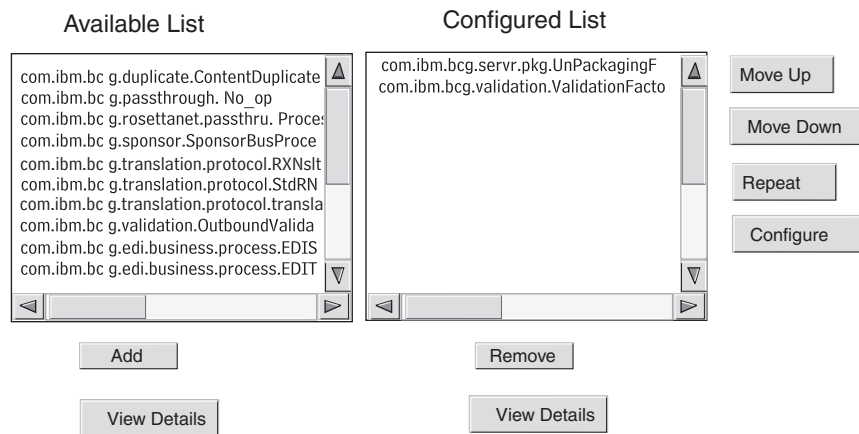 Available List
com.ibm.bc g.duplicate.ContentDuplicate
com.ibm.bc g.passthrough. No_op
com.ibm.bc g.rosettanet.passthru. Proces
com.ibm.bc g.sponsor.SponsorBusProce
com.ibm.bc g.translation.protocol.RXNslt
com.ibm.bc g.translation.protocol.StdRN
com.ibm.bc g.translation.protocol.transla
com.ibm.bc g.validation.OutboundValida
com.ibm.bc g.edi.business.process.EDIS
com.ibm.bc g.edi.business.process.EDIT
Add
View Details
Configured List
com.ibm.bcg.servr.pkg.UnPackagingF
com.ibm.bcg.validation.ValidationFacto
Remove
View Details
Move Up
Move Down
Repeat
Configure